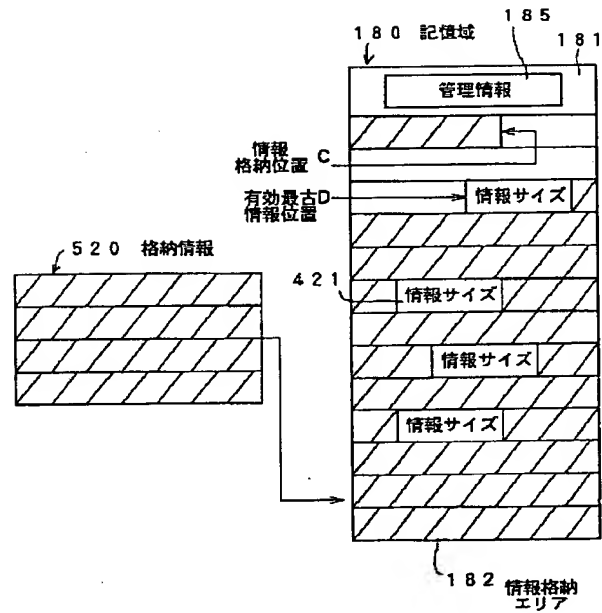 180 記憶域
185
181
管理情報
情報
格納位置 C
有効最古D
情報位置
情報サイズ
520 格納情報
421
情報サイズ
情報サイズ
情報サイズ
182 情報格納
エリア